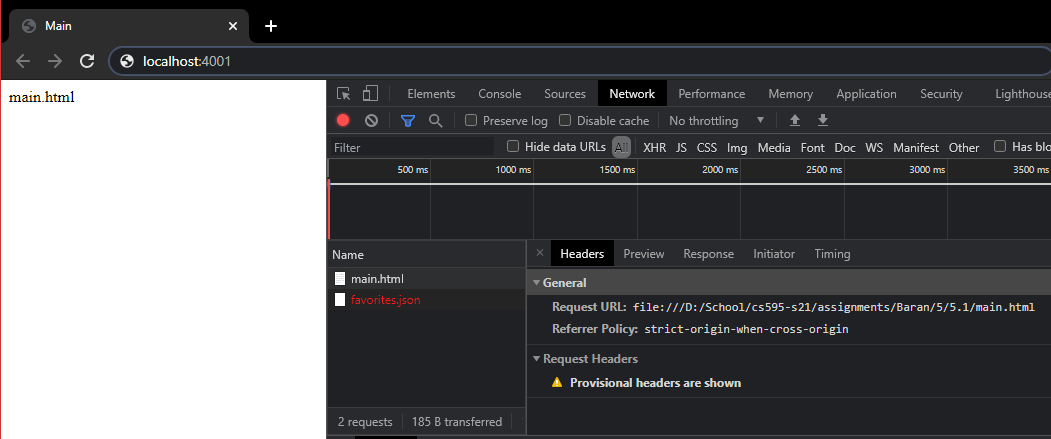 Main
localhost:4001
main.html
Elements Console Sources Network Performance Memory Application Security Lighthouse
Preserve log Disable cache No throttling
Filter Hide data URLs All XHR JS CSS Img Media Font Doc WS Manifest Other Has blo
500 ms 1000 ms 1500 ms 2000 ms 2500 ms 3000 ms 3500 ms
Name
main.html
favorites.json
× Headers Preview Response Initiator Timing
General
Request URL: file:///D:/School/cs595-s21/assignments/Baran/5/5.1/main.html
Referrer Policy: strict-origin-when-cross-origin
Request Headers
Provisional headers are shown
2 requests 185 B transferred